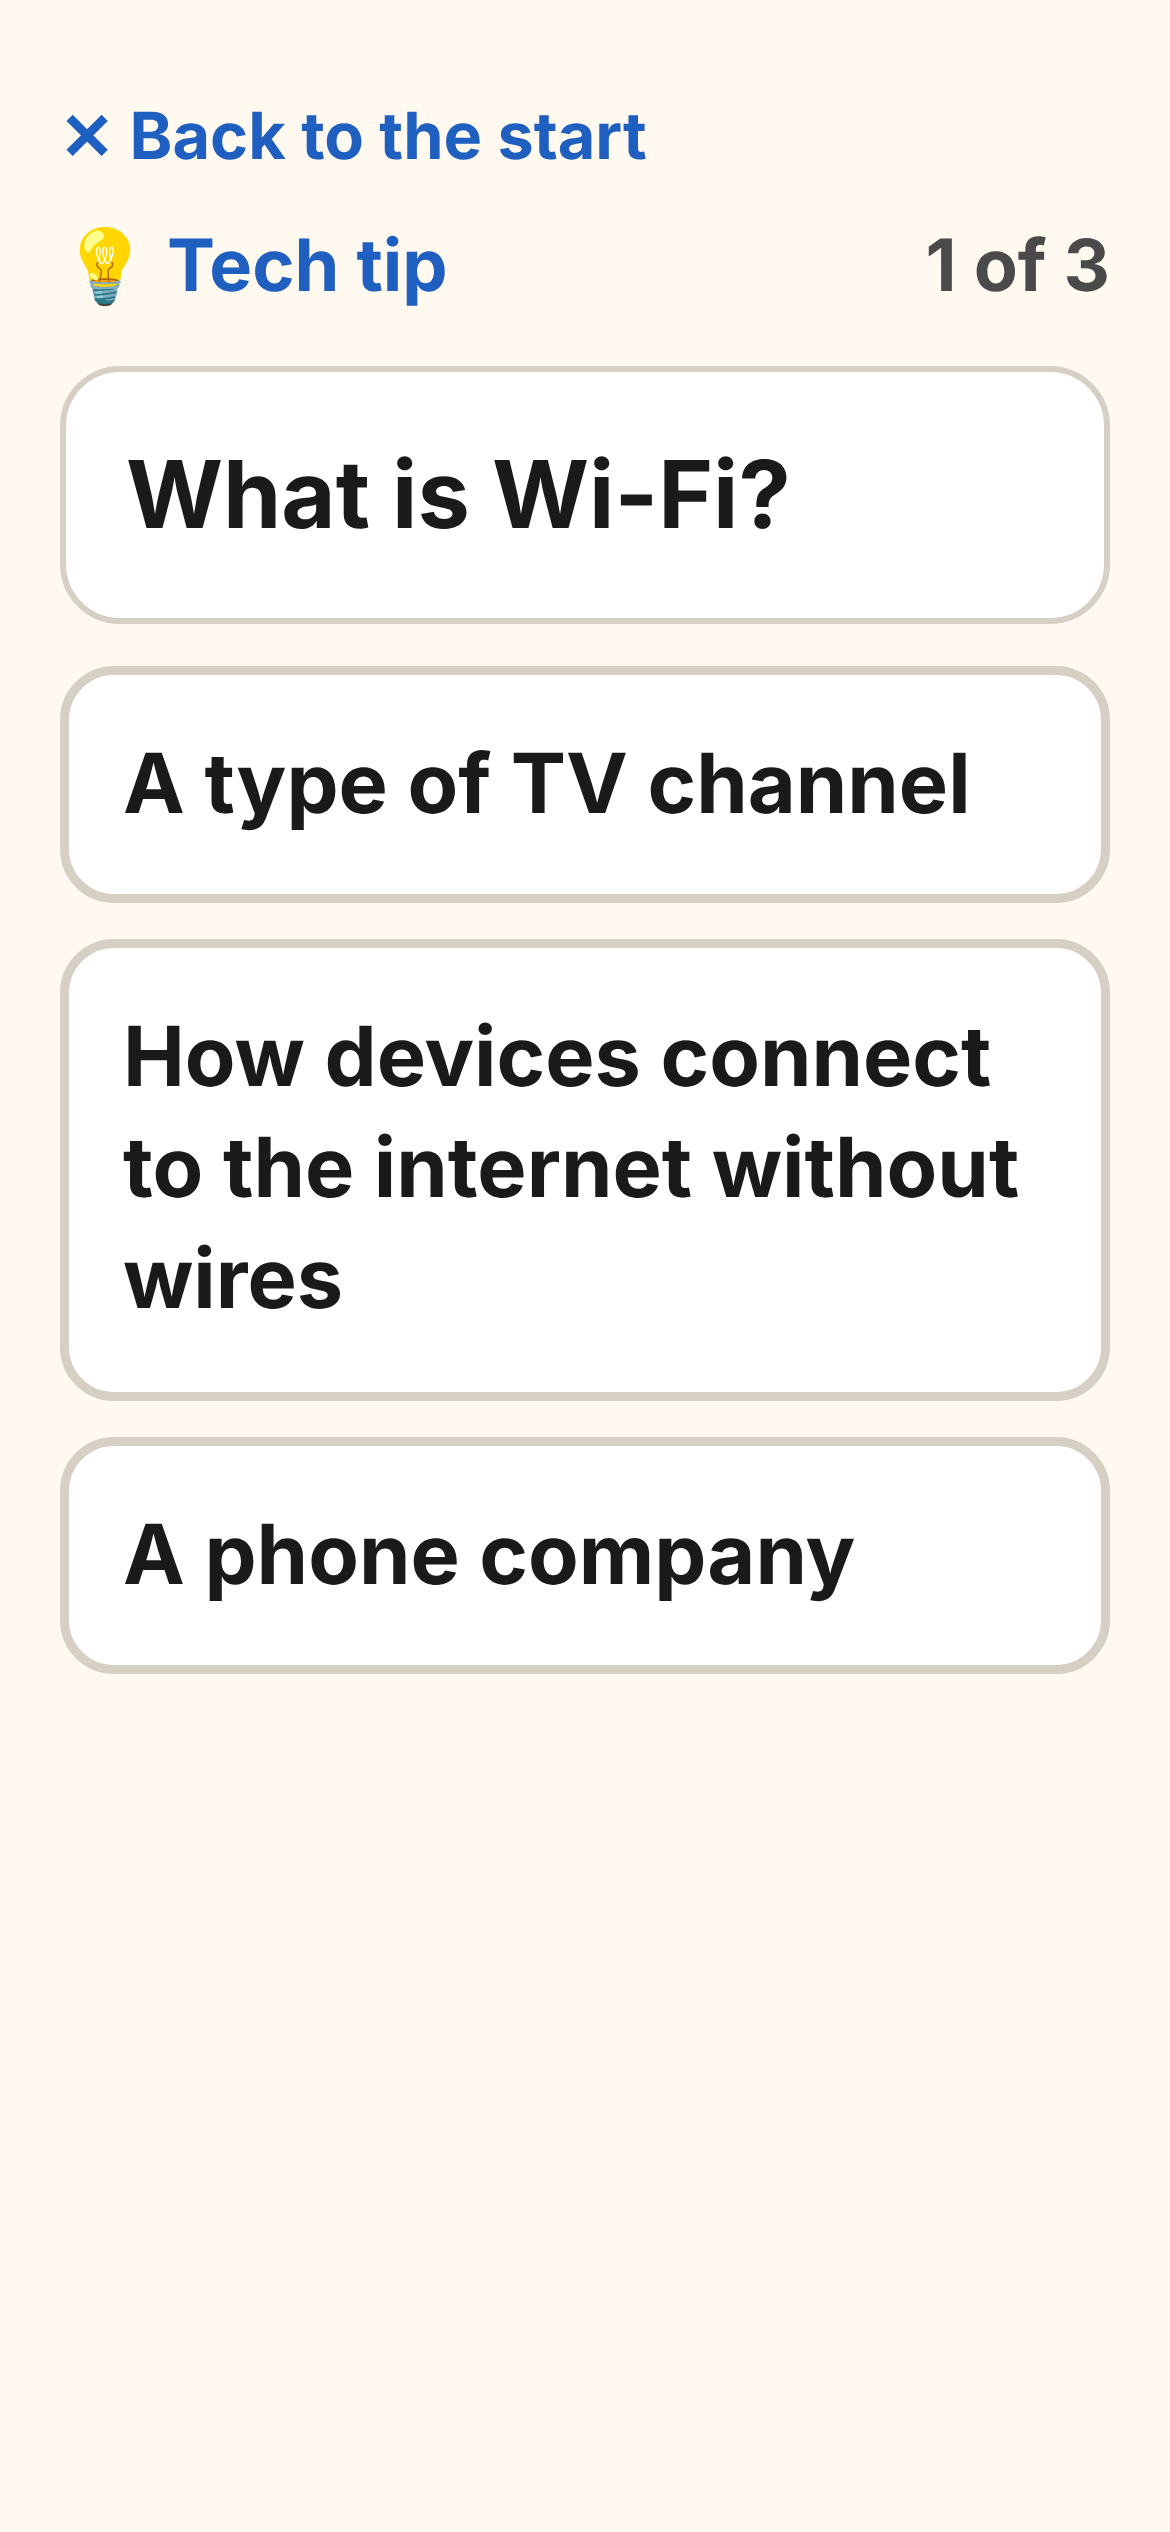 ✕ Back to the start
💡 Tech tip
1 of 3
What is Wi-Fi?
A type of TV channel
How devices connect
to the internet without
wires
A phone company